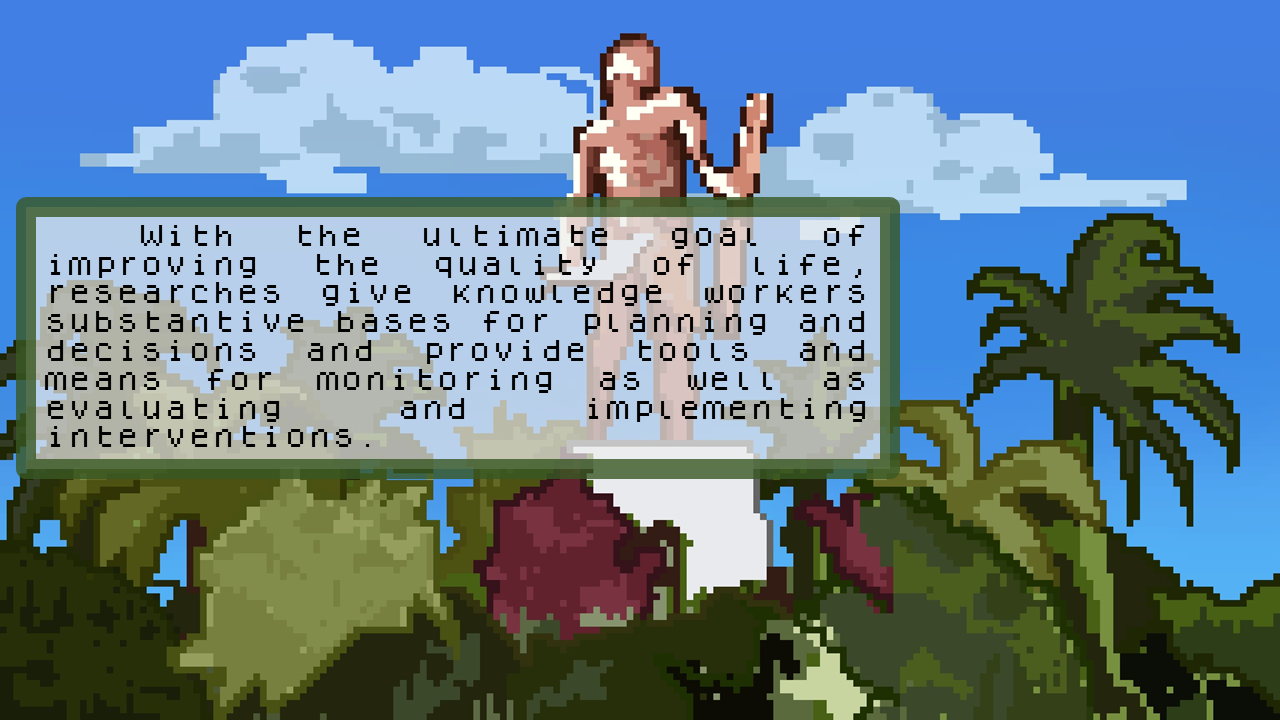 With the ultimate goal of
improving the quality of life,
researches give knowledge workers
substantive bases for planning and
decisions and provide tools and
means for monitoring as well as
evaluating and implementing
interventions.